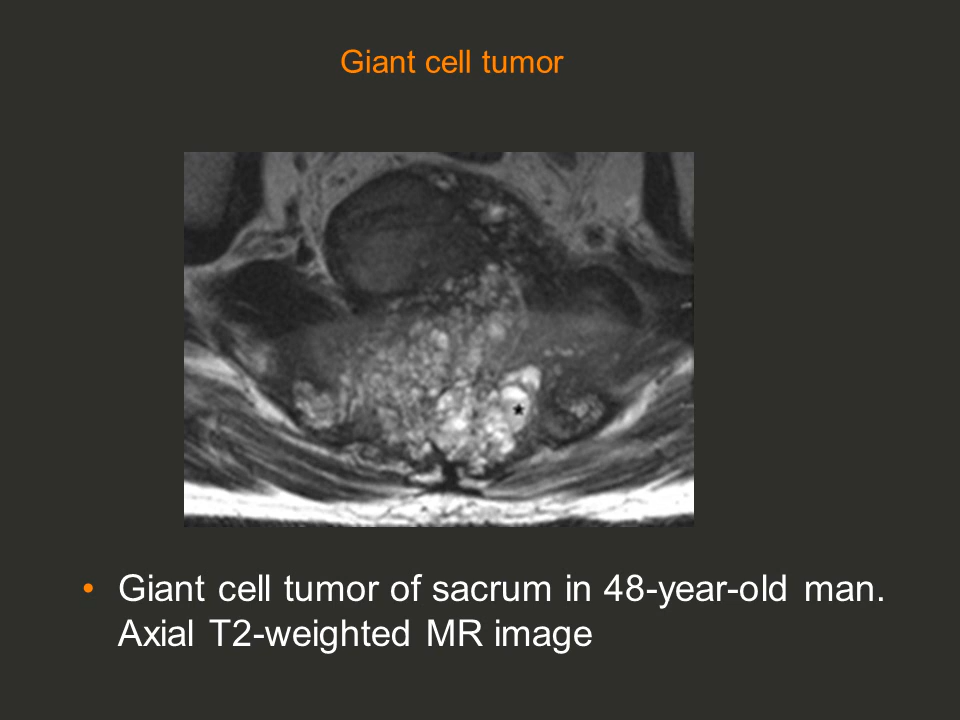 Giant cell tumor
• Giant cell tumor of sacrum in 48-year-old man.
Axial T2-weighted MR image